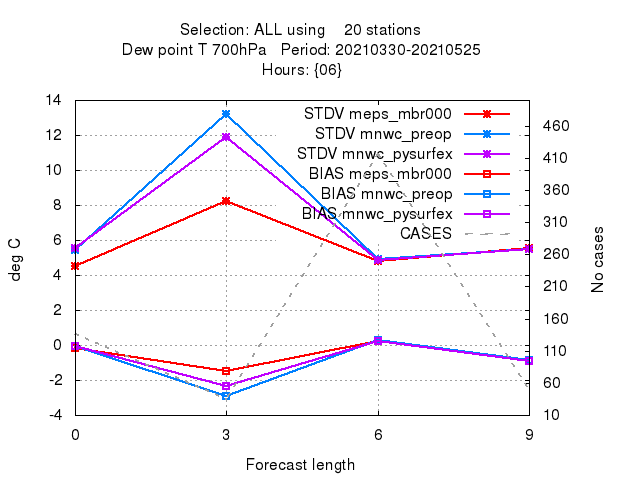 Selection: ALL using    20 stations
Dew point T 700hPa   Period: 20210330-20210525
Hours: {06}
STDV meps_mbr000
STDV mnwc_preop
STDV mnwc_pysurfex
BIAS meps_mbr000
BIAS mnwc_preop
BIAS mnwc_pysurfex
CASES
deg C
14
12
10
8
6
4
2
0
-2
-4
No cases
460
410
360
310
260
210
160
110
60
10
0 3 6 9
Forecast length